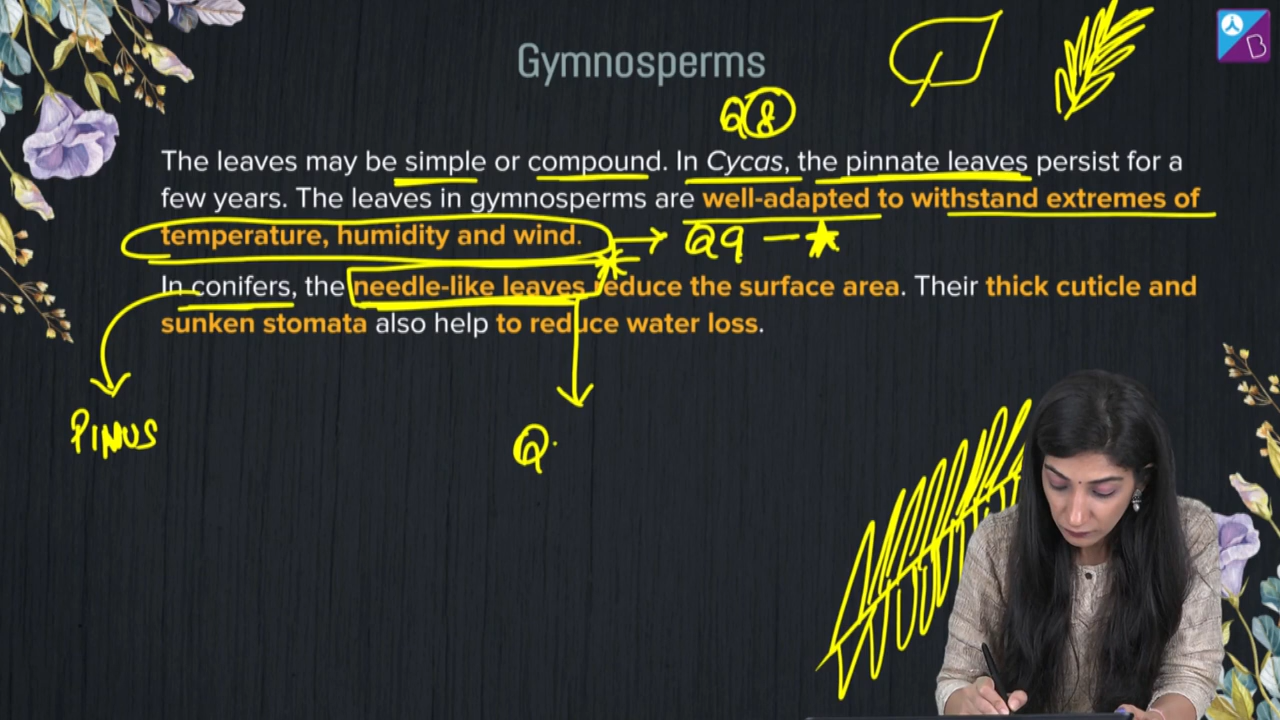 Gymnosperms
B
Q8
The leaves may be simple or compound. In Cycas, the pinnate leaves persist for a
few years. The leaves in gymnosperms are well-adapted to withstand extremes of
temperature, humidity and wind. → Q9 – ★
In conifers, the needle-like leaves reduce the surface area. Their thick cuticle and
sunken stomata also help to reduce water loss.
PINUS
Q.